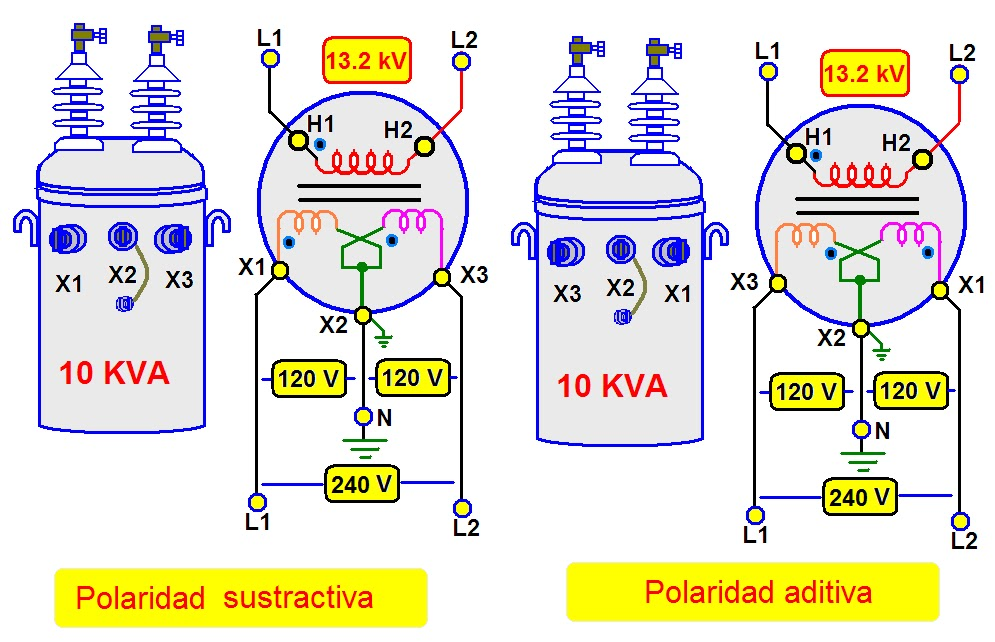 L1
13.2 kV
L2
H1
H2
X1
X2
X3
X1
X3
X2
10 KVA
120 V
120 V
N
240 V
L1
L2
Polaridad sustractiva
L1
13.2 kV
L2
H1
H2
X3
X2
X1
X3
X1
X2
10 KVA
120 V
120 V
N
240 V
L1
L2
Polaridad aditiva